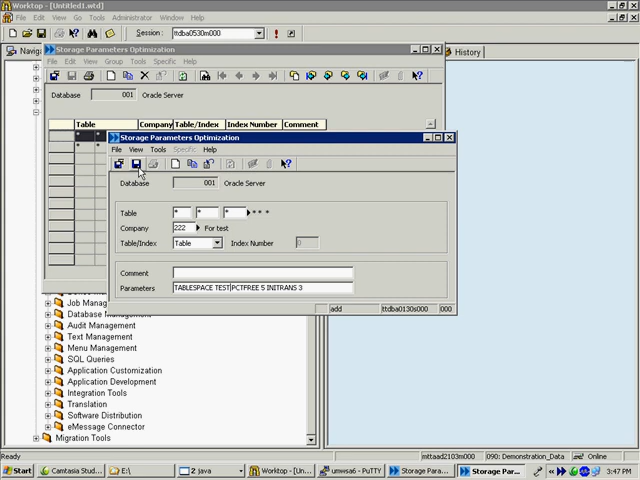 Worktop - [Untitled1.wtd]
File View Go Tools Administrator Window Help
Session: ttdba0530m000
Naviga
History
Storage Parameters Optimization
File Edit View Group Tools Specific Help
Database 001 Oracle Server
Table Company Table/Index Index Number Comment
* *
* *
Storage Parameters Optimization
File View Tools Specific Help
Database 001 Oracle Server
Table * * * * * *
Company 222 For test
Table/Index Table Index Number 0
Comment
Parameters TABLESPACE TEST PCTFREE 5 INITRANS 3
add ttdba0130s000 000
Job Manag
Database Management
Audit Management
Text Management
Menu Management
SQL Queries
Application Customization
Application Development
Integration Tools
Translation
Software Distribution
eMessage Connector
Migration Tools
Ready mttaad2103m000 090: Demonstration_Data Online
Start Camtasia Stud... E:\ 2 java Worktop - [Un... umwsa6 - PuTTY Storage Para... Storage Par... 3:47 PM